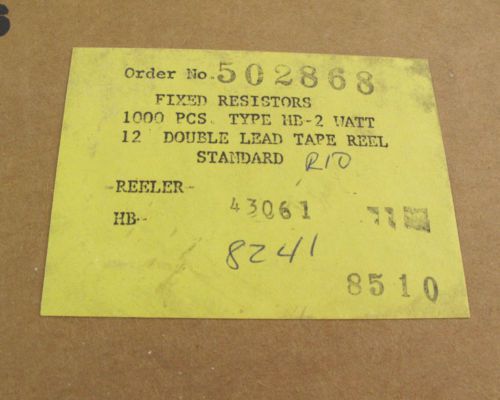 Order No. 502868
FIXED RESISTORS
1000 PCS. TYPE HB-2 WATT
12 DOUBLE LEAD TAPE REEL
STANDARD R10
-REELER- 43061
HB-
8241
8510